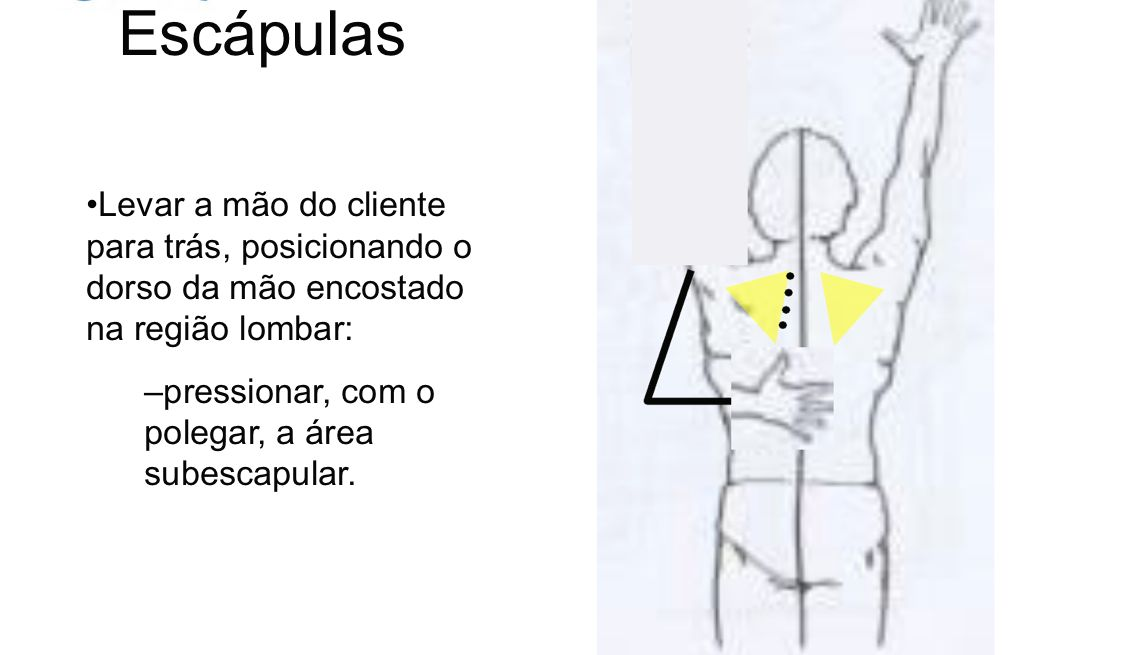 Escápulas
•Levar a mão do cliente
para trás, posicionando o
dorso da mão encostado
na região lombar:
–pressionar, com o
polegar, a área
subescapular.